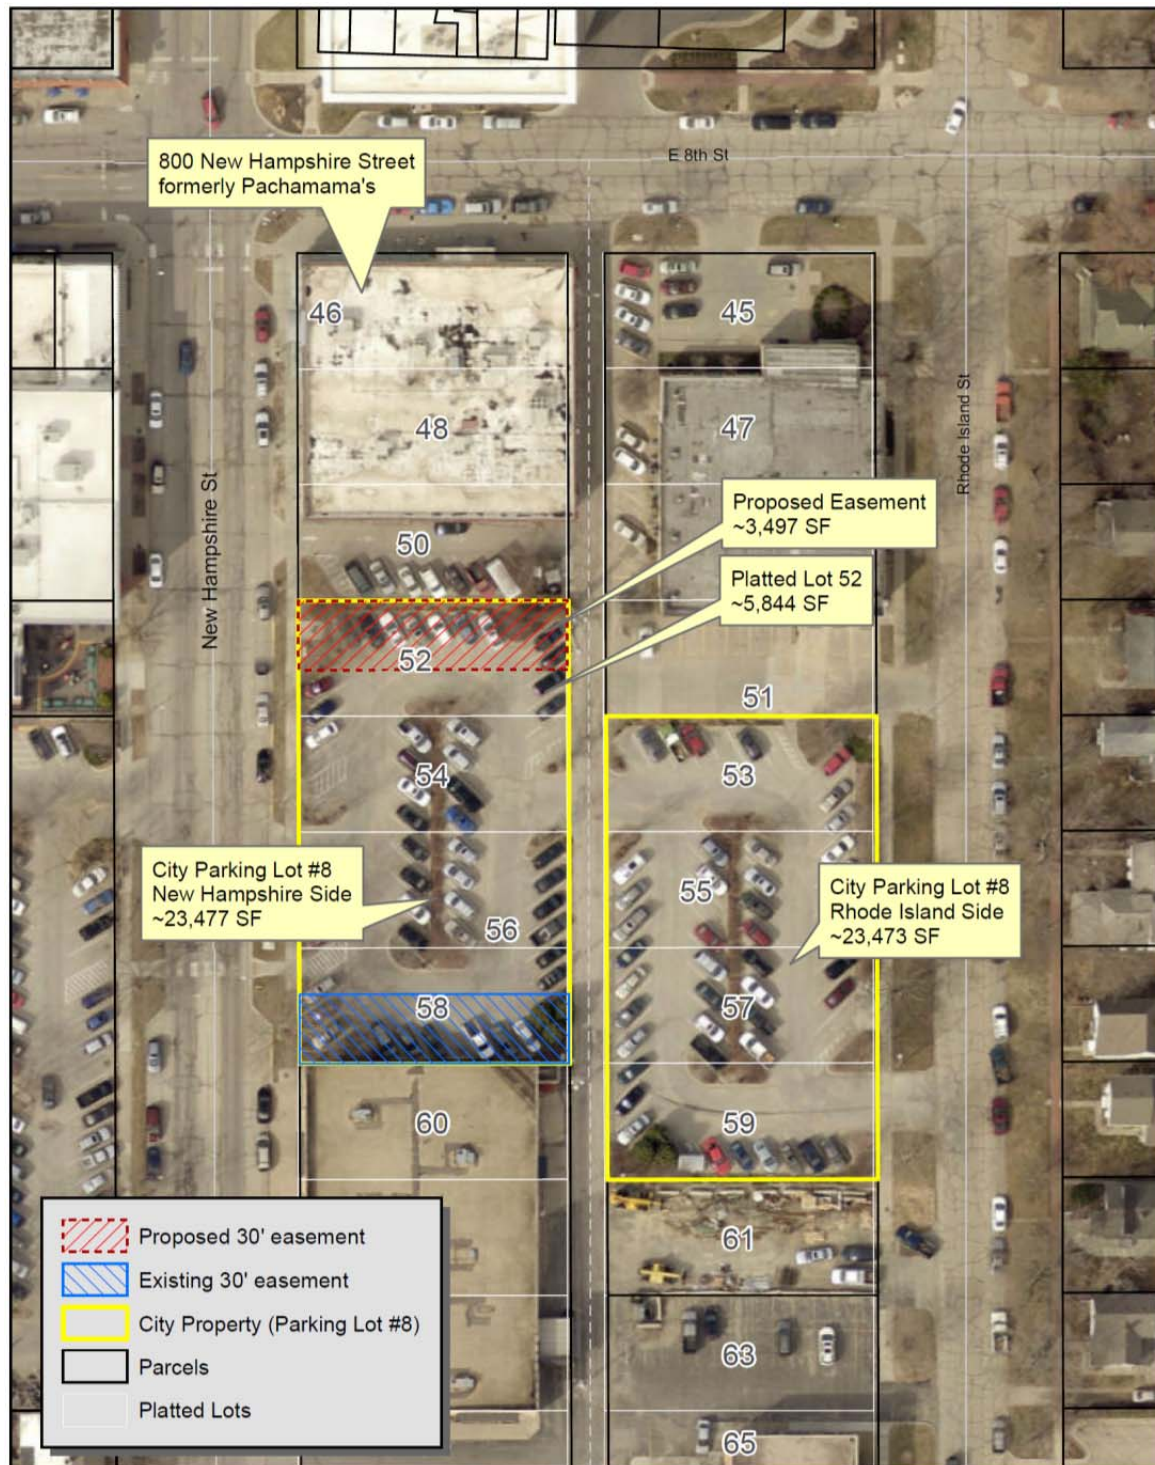 E 8th St
800 New Hampshire Street
formerly Pachamama's
46
45
48
47
Rhode Island St
New Hampshire St
Proposed Easement
~3,497 SF
50
Platted Lot 52
~5,844 SF
52
51
54
53
City Parking Lot #8
New Hampshire Side
~23,477 SF
55
City Parking Lot #8
Rhode Island Side
~23,473 SF
56
58
57
60
59
61
63
65
Proposed 30' easement
Existing 30' easement
City Property (Parking Lot #8)
Parcels
Platted Lots